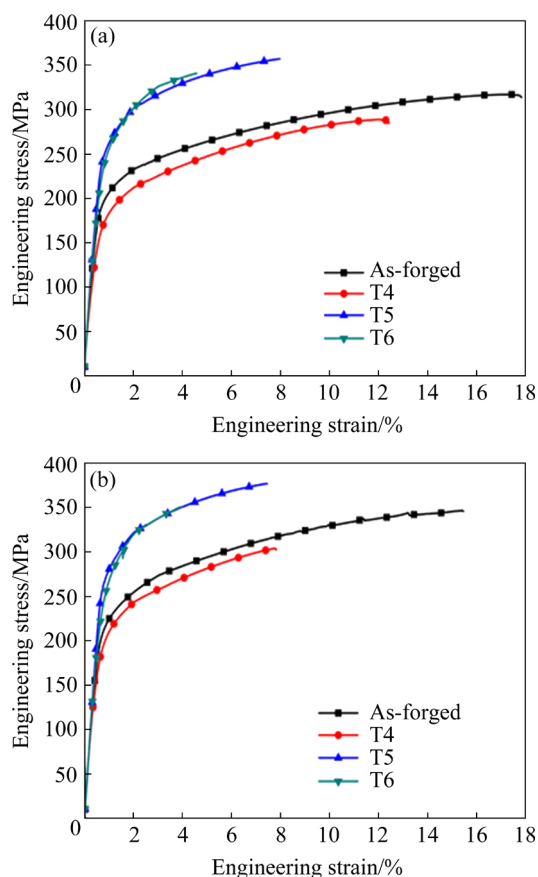 (a)
400
350
300
250
200
150
100
50
0
Engineering stress/MPa
As-forged
T4
T5
T6
2 4 6 8 10 12 14 16 18
Engineering strain/%
(b)
400
350
300
250
200
150
100
50
0
Engineering stress/MPa
As-forged
T4
T5
T6
2 4 6 8 10 12 14 16 18
Engineering strain/%